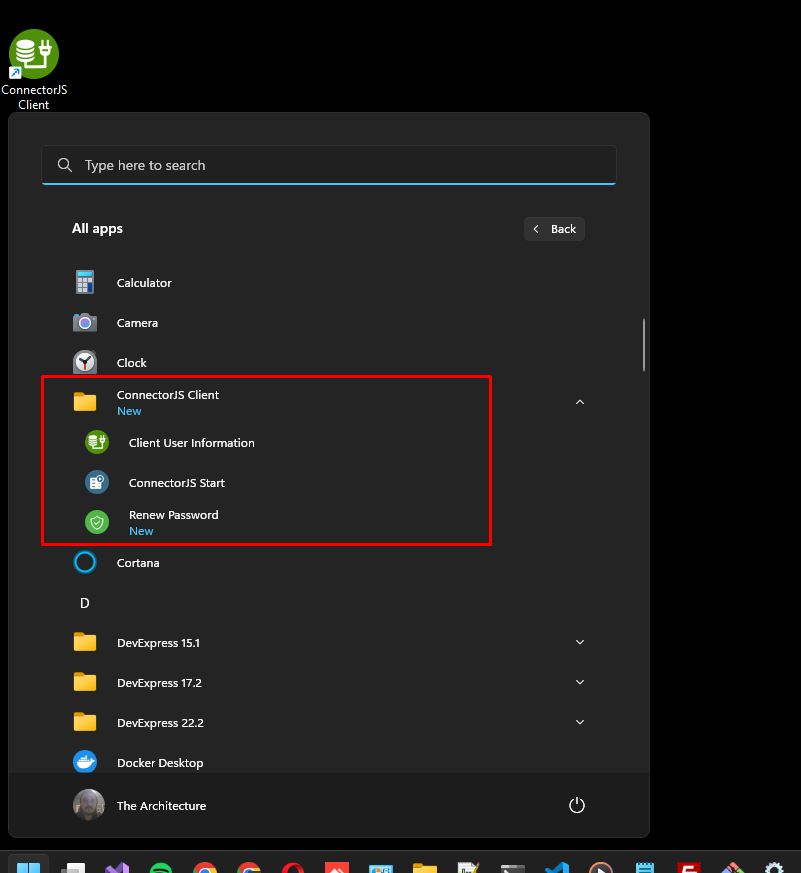 ConnectorJS
Client
Type here to search
All apps
Back
Calculator
Camera
Clock
ConnectorJS Client
New
Client User Information
ConnectorJS Start
Renew Password
New
Cortana
D
DevExpress 15.1
DevExpress 17.2
DevExpress 22.2
Docker Desktop
The Architecture